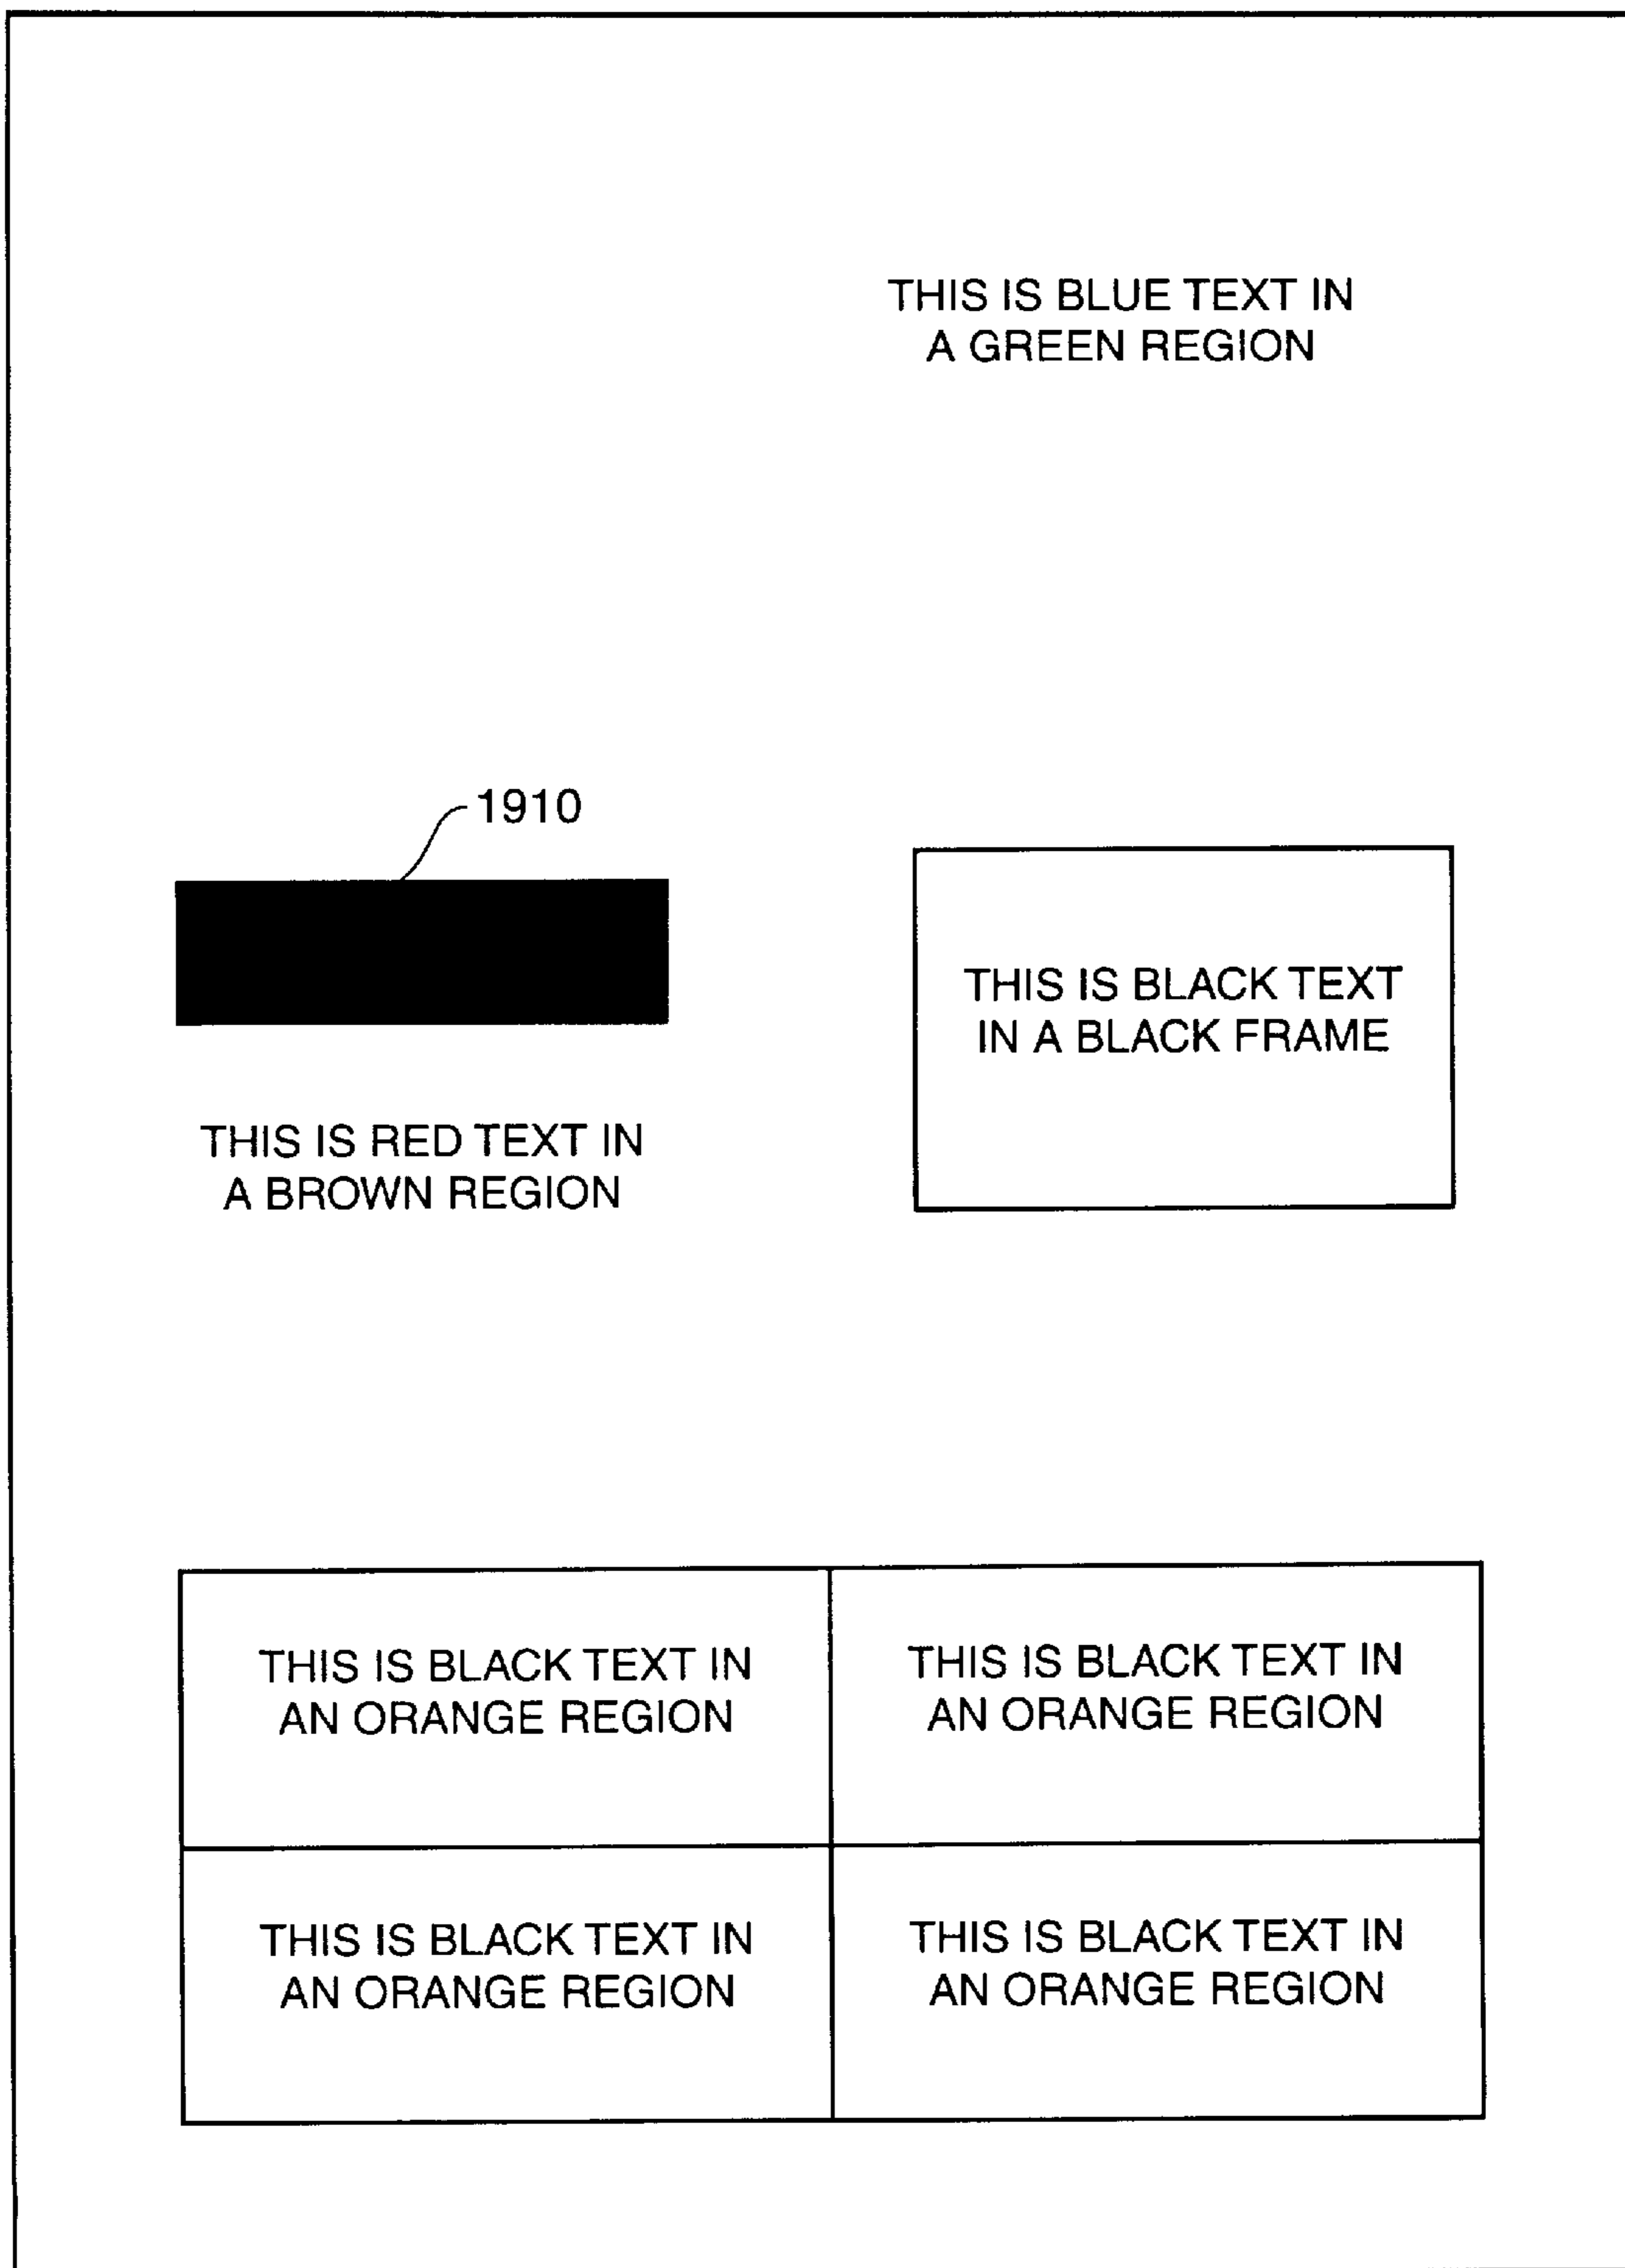 THIS IS BLUE TEXT IN
A GREEN REGION
1910
THIS IS BLACK TEXT
IN A BLACK FRAME
THIS IS RED TEXT IN
A BROWN REGION
THIS IS BLACK TEXT IN
AN ORANGE REGION
THIS IS BLACK TEXT IN
AN ORANGE REGION
THIS IS BLACK TEXT IN
AN ORANGE REGION
THIS IS BLACK TEXT IN
AN ORANGE REGION